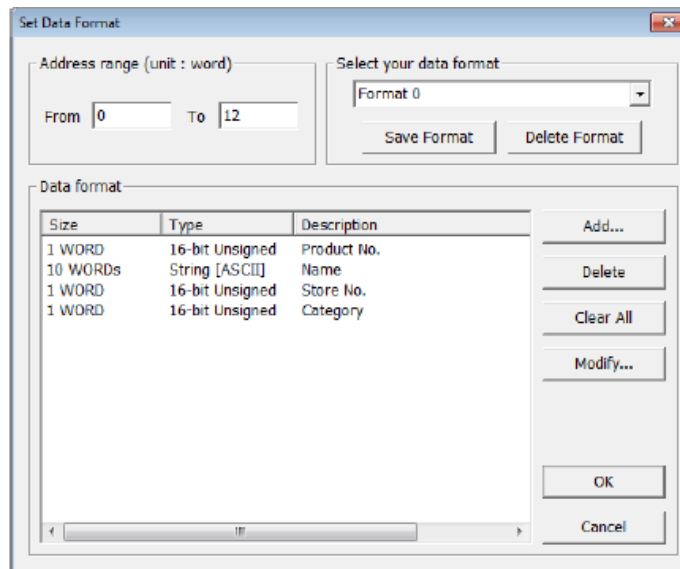 Set Data Format
Address range (unit : word)
From 0 To 12
Select your data format
Format 0
Save Format Delete Format
Data format
Size Type Description
1 WORD 16-bit Unsigned Product No.
10 WORDs String [ASCII] Name
1 WORD 16-bit Unsigned Store No.
1 WORD 16-bit Unsigned Category
Add...
Delete
Clear All
Modify...
OK
Cancel